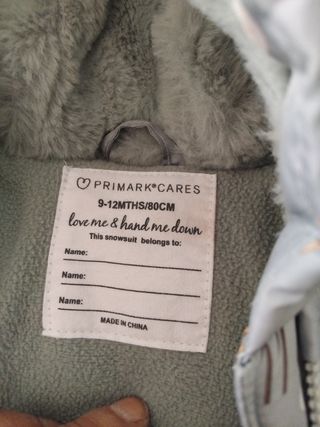 PRIMARK®CARES
9-12MTHS/80CM
love me & hand me down
This snowsuit belongs to:
Name:
Name:
Name:
MADE IN CHINA